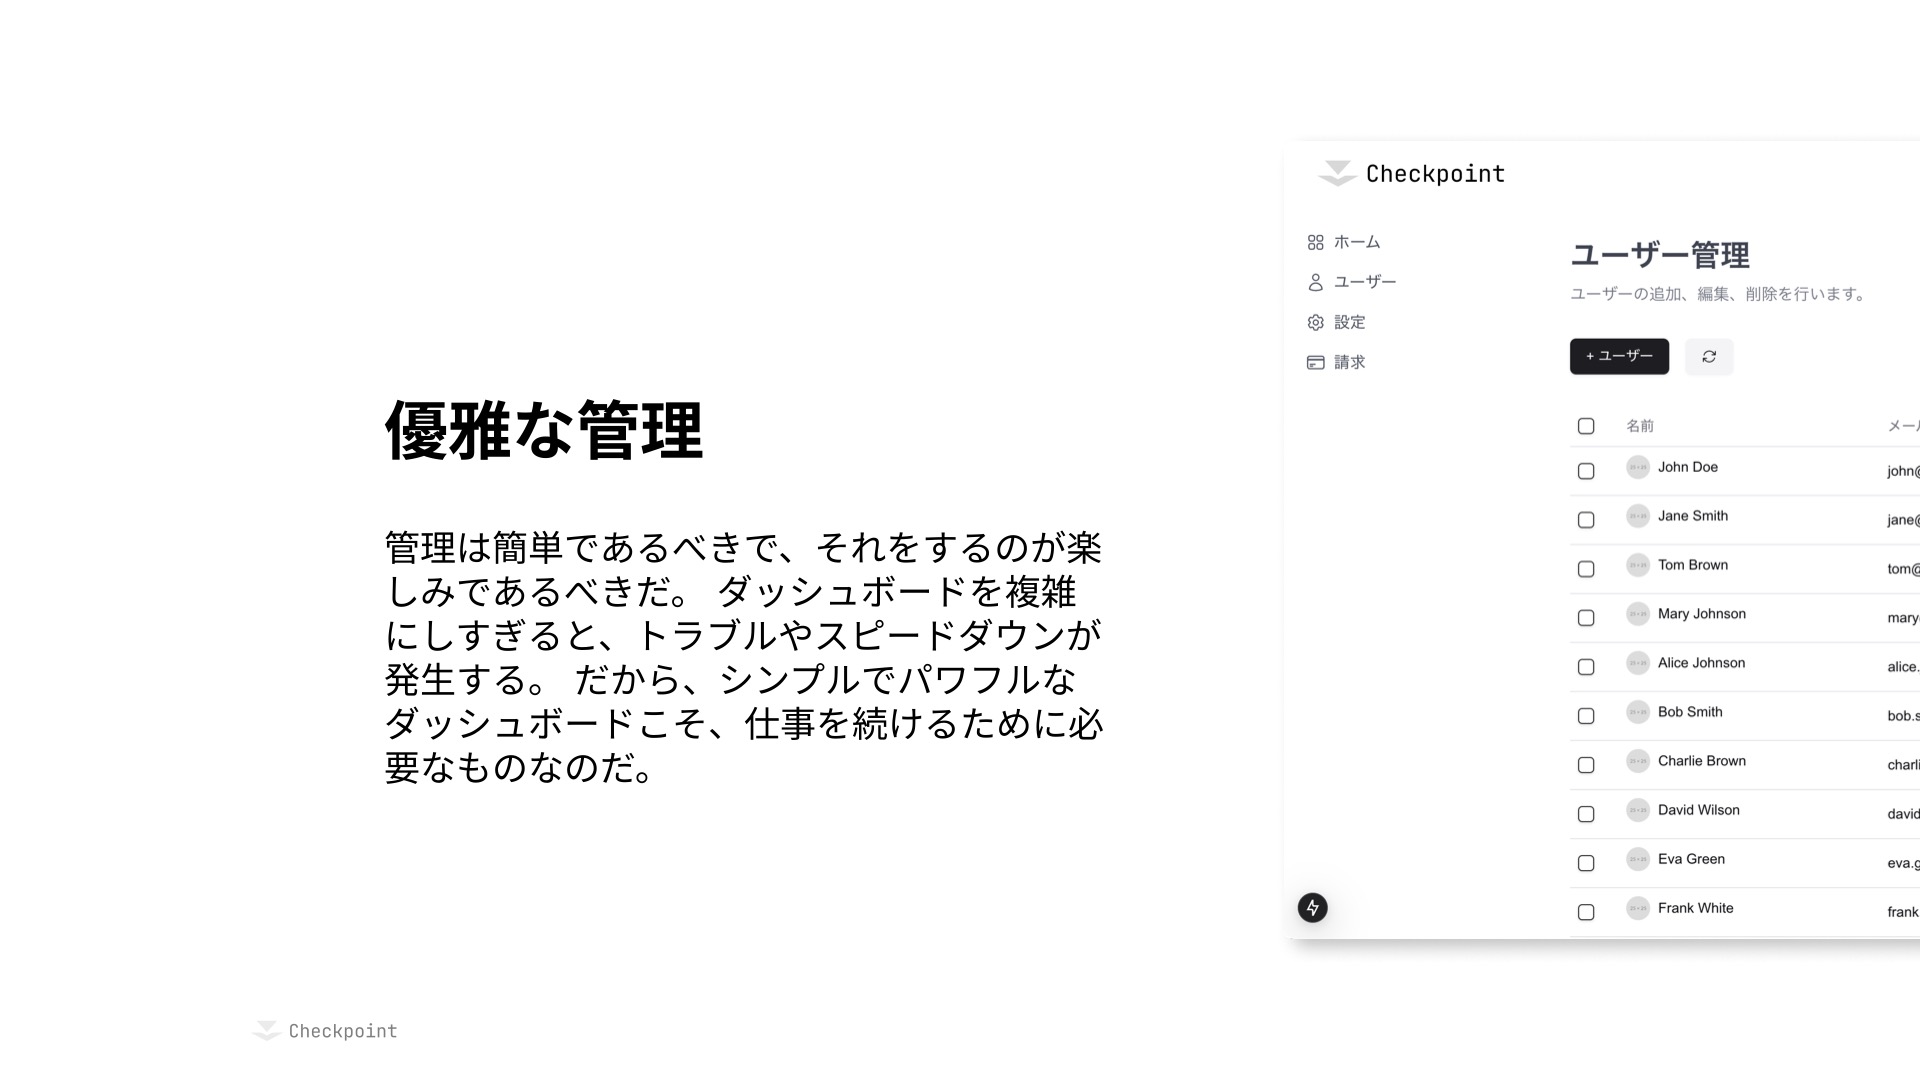 優雅な管理
管理は簡単であるべきで、それをするのが楽
しみであるべきだ。 ダッシュボードを複雑
にしすぎると、トラブルやスピードダウンが
発生する。 だから、シンプルでパワフルな
ダッシュボードこそ、仕事を続けるために必
要なものなのだ。
Checkpoint
Checkpoint
ホーム
ユーザー
設定
請求
ユーザー管理
ユーザーの追加、編集、削除を行います。
+ ユーザー
名前 メール
John Doe john@
Jane Smith jane@
Tom Brown tom@
Mary Johnson mary
Alice Johnson alice.
Bob Smith bob.s
Charlie Brown charli
David Wilson david
Eva Green eva.g
Frank White frank